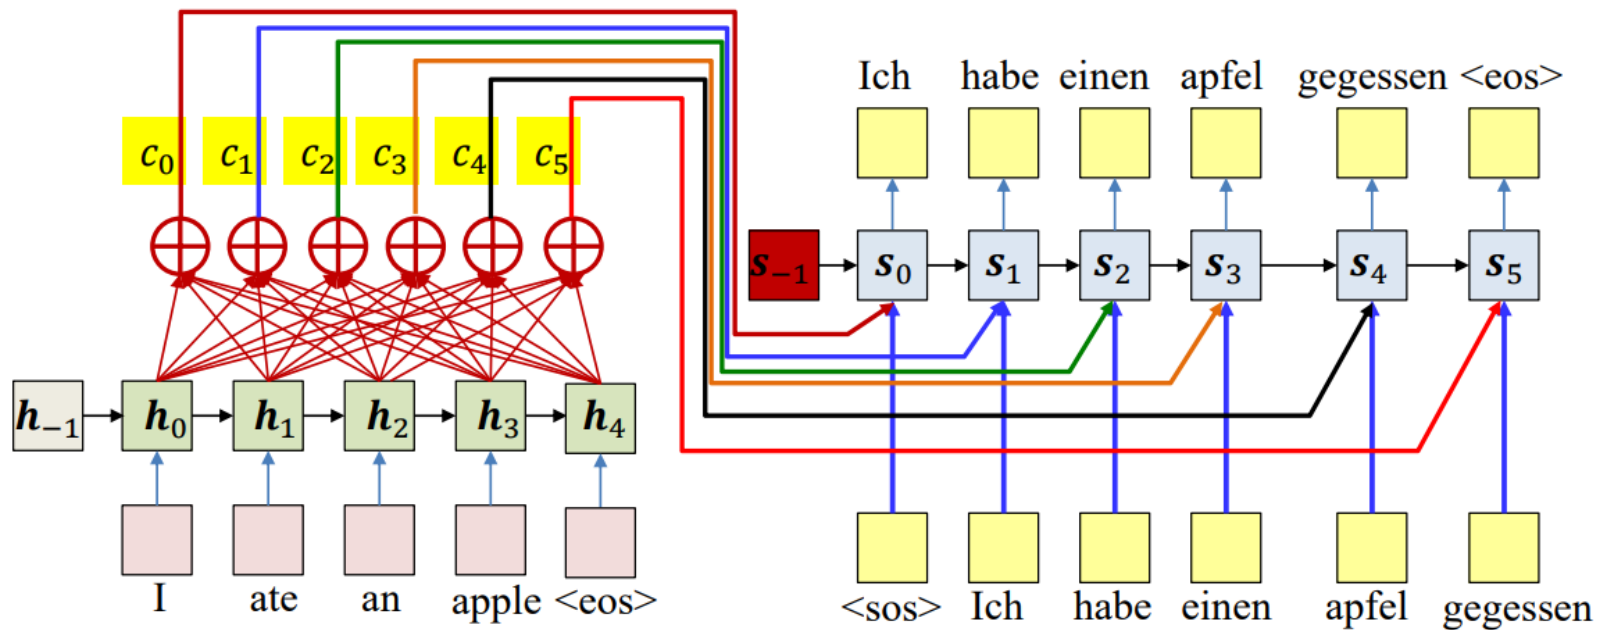 Ich habe einen apfel gegessen <eos>
c₀ c₁ c₂ c₃ c₄ c₅
s₋₁ s₀ s₁ s₂ s₃ s₄ s₅
h₋₁ h₀ h₁ h₂ h₃ h₄
I ate an apple <eos>
<sos> Ich habe einen apfel gegessen